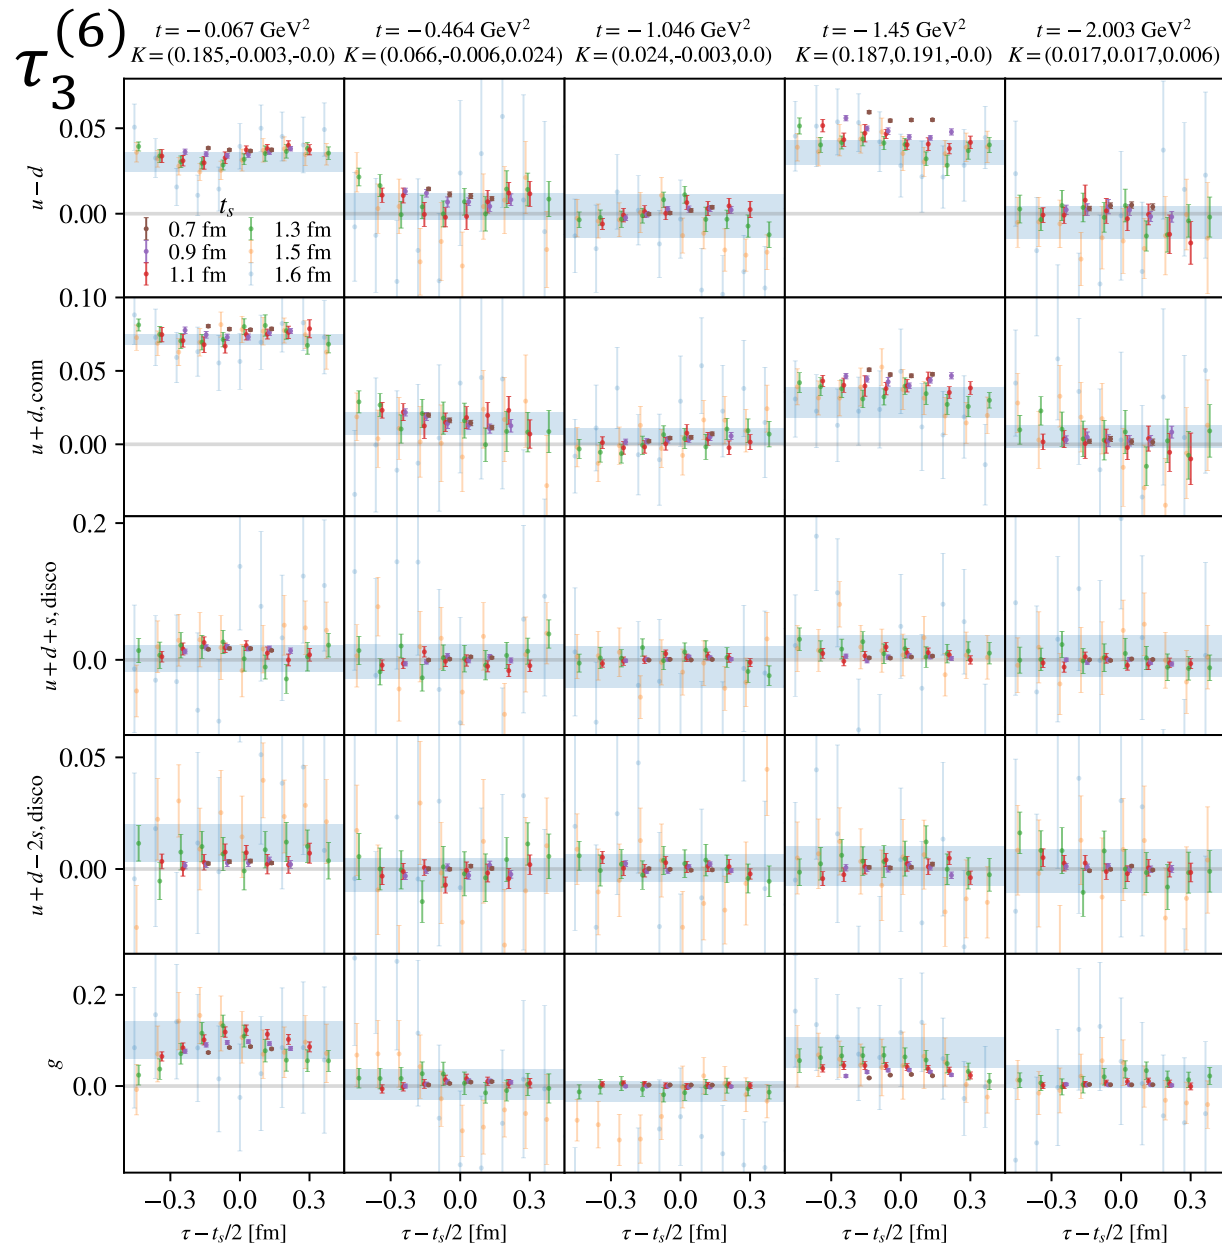 τ₃⁽⁶⁾
t = −0.067 GeV² t = −0.464 GeV² t = −1.046 GeV² t = −1.45 GeV² t = −2.003 GeV²
K = (0.185,-0.003,-0.0) K = (0.066,-0.006,0.024) K = (0.024,-0.003,0.0) K = (0.187,0.191,-0.0) K = (0.017,0.017,0.006)
0.05
u − d
0.00
t_s
0.7 fm 1.3 fm
0.9 fm 1.5 fm
1.1 fm 1.6 fm
0.10
0.05
u + d, conn
0.00
0.2
u + d + s, disco
0.0
0.05
u + d − 2s, disco
0.00
0.2
g
0.0
−0.3 0.0 0.3 −0.3 0.0 0.3 −0.3 0.0 0.3 −0.3 0.0 0.3 −0.3 0.0 0.3
τ − t_s/2 [fm] τ − t_s/2 [fm] τ − t_s/2 [fm] τ − t_s/2 [fm] τ − t_s/2 [fm]